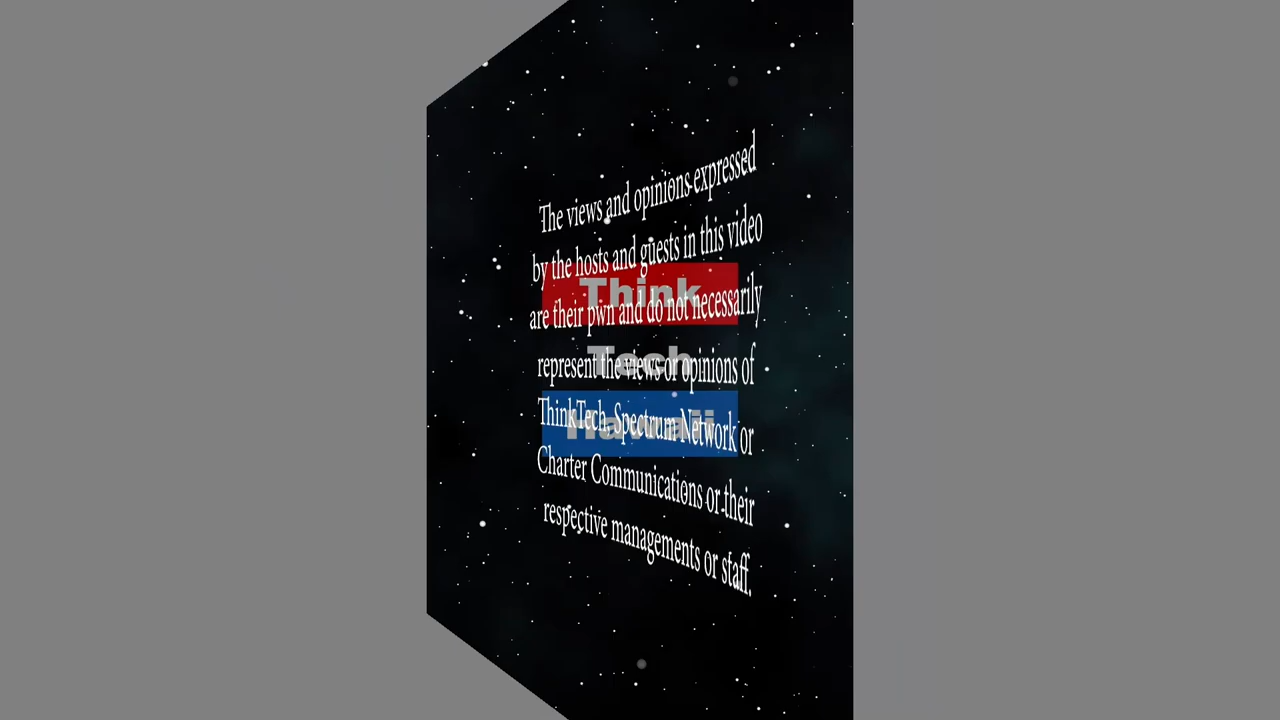 The views and opinions expressed
by the hosts and guests in this video
are their pwn and do not necessarily
represent the views or opinions of
ThinkTech, Spectrum Network or
Charter Communications or their
respective managements or staff.
Think
Tech
Hawaii